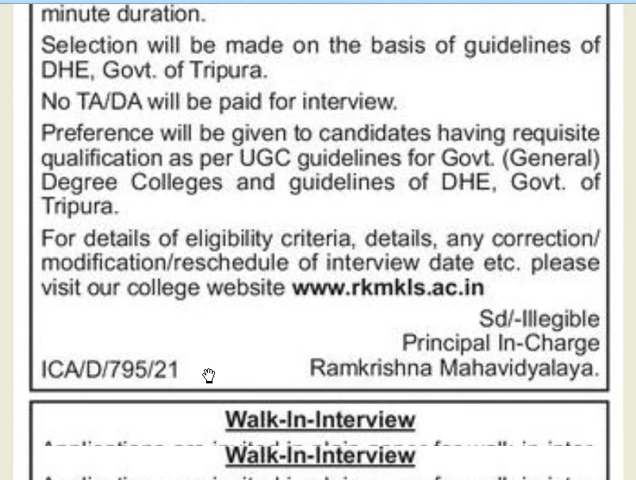 minute duration.
Selection will be made on the basis of guidelines of
DHE, Govt. of Tripura.
No TA/DA will be paid for interview.
Preference will be given to candidates having requisite
qualification as per UGC guidelines for Govt. (General)
Degree Colleges and guidelines of DHE, Govt. of
Tripura.
For details of eligibility criteria, details, any correction/
modification/reschedule of interview date etc. please
visit our college website www.rkmkls.ac.in
Sd/-Illegible
Principal In-Charge
ICA/D/795/21 Ramkrishna Mahavidyalaya.
Walk-In-Interview
Walk-In-Interview